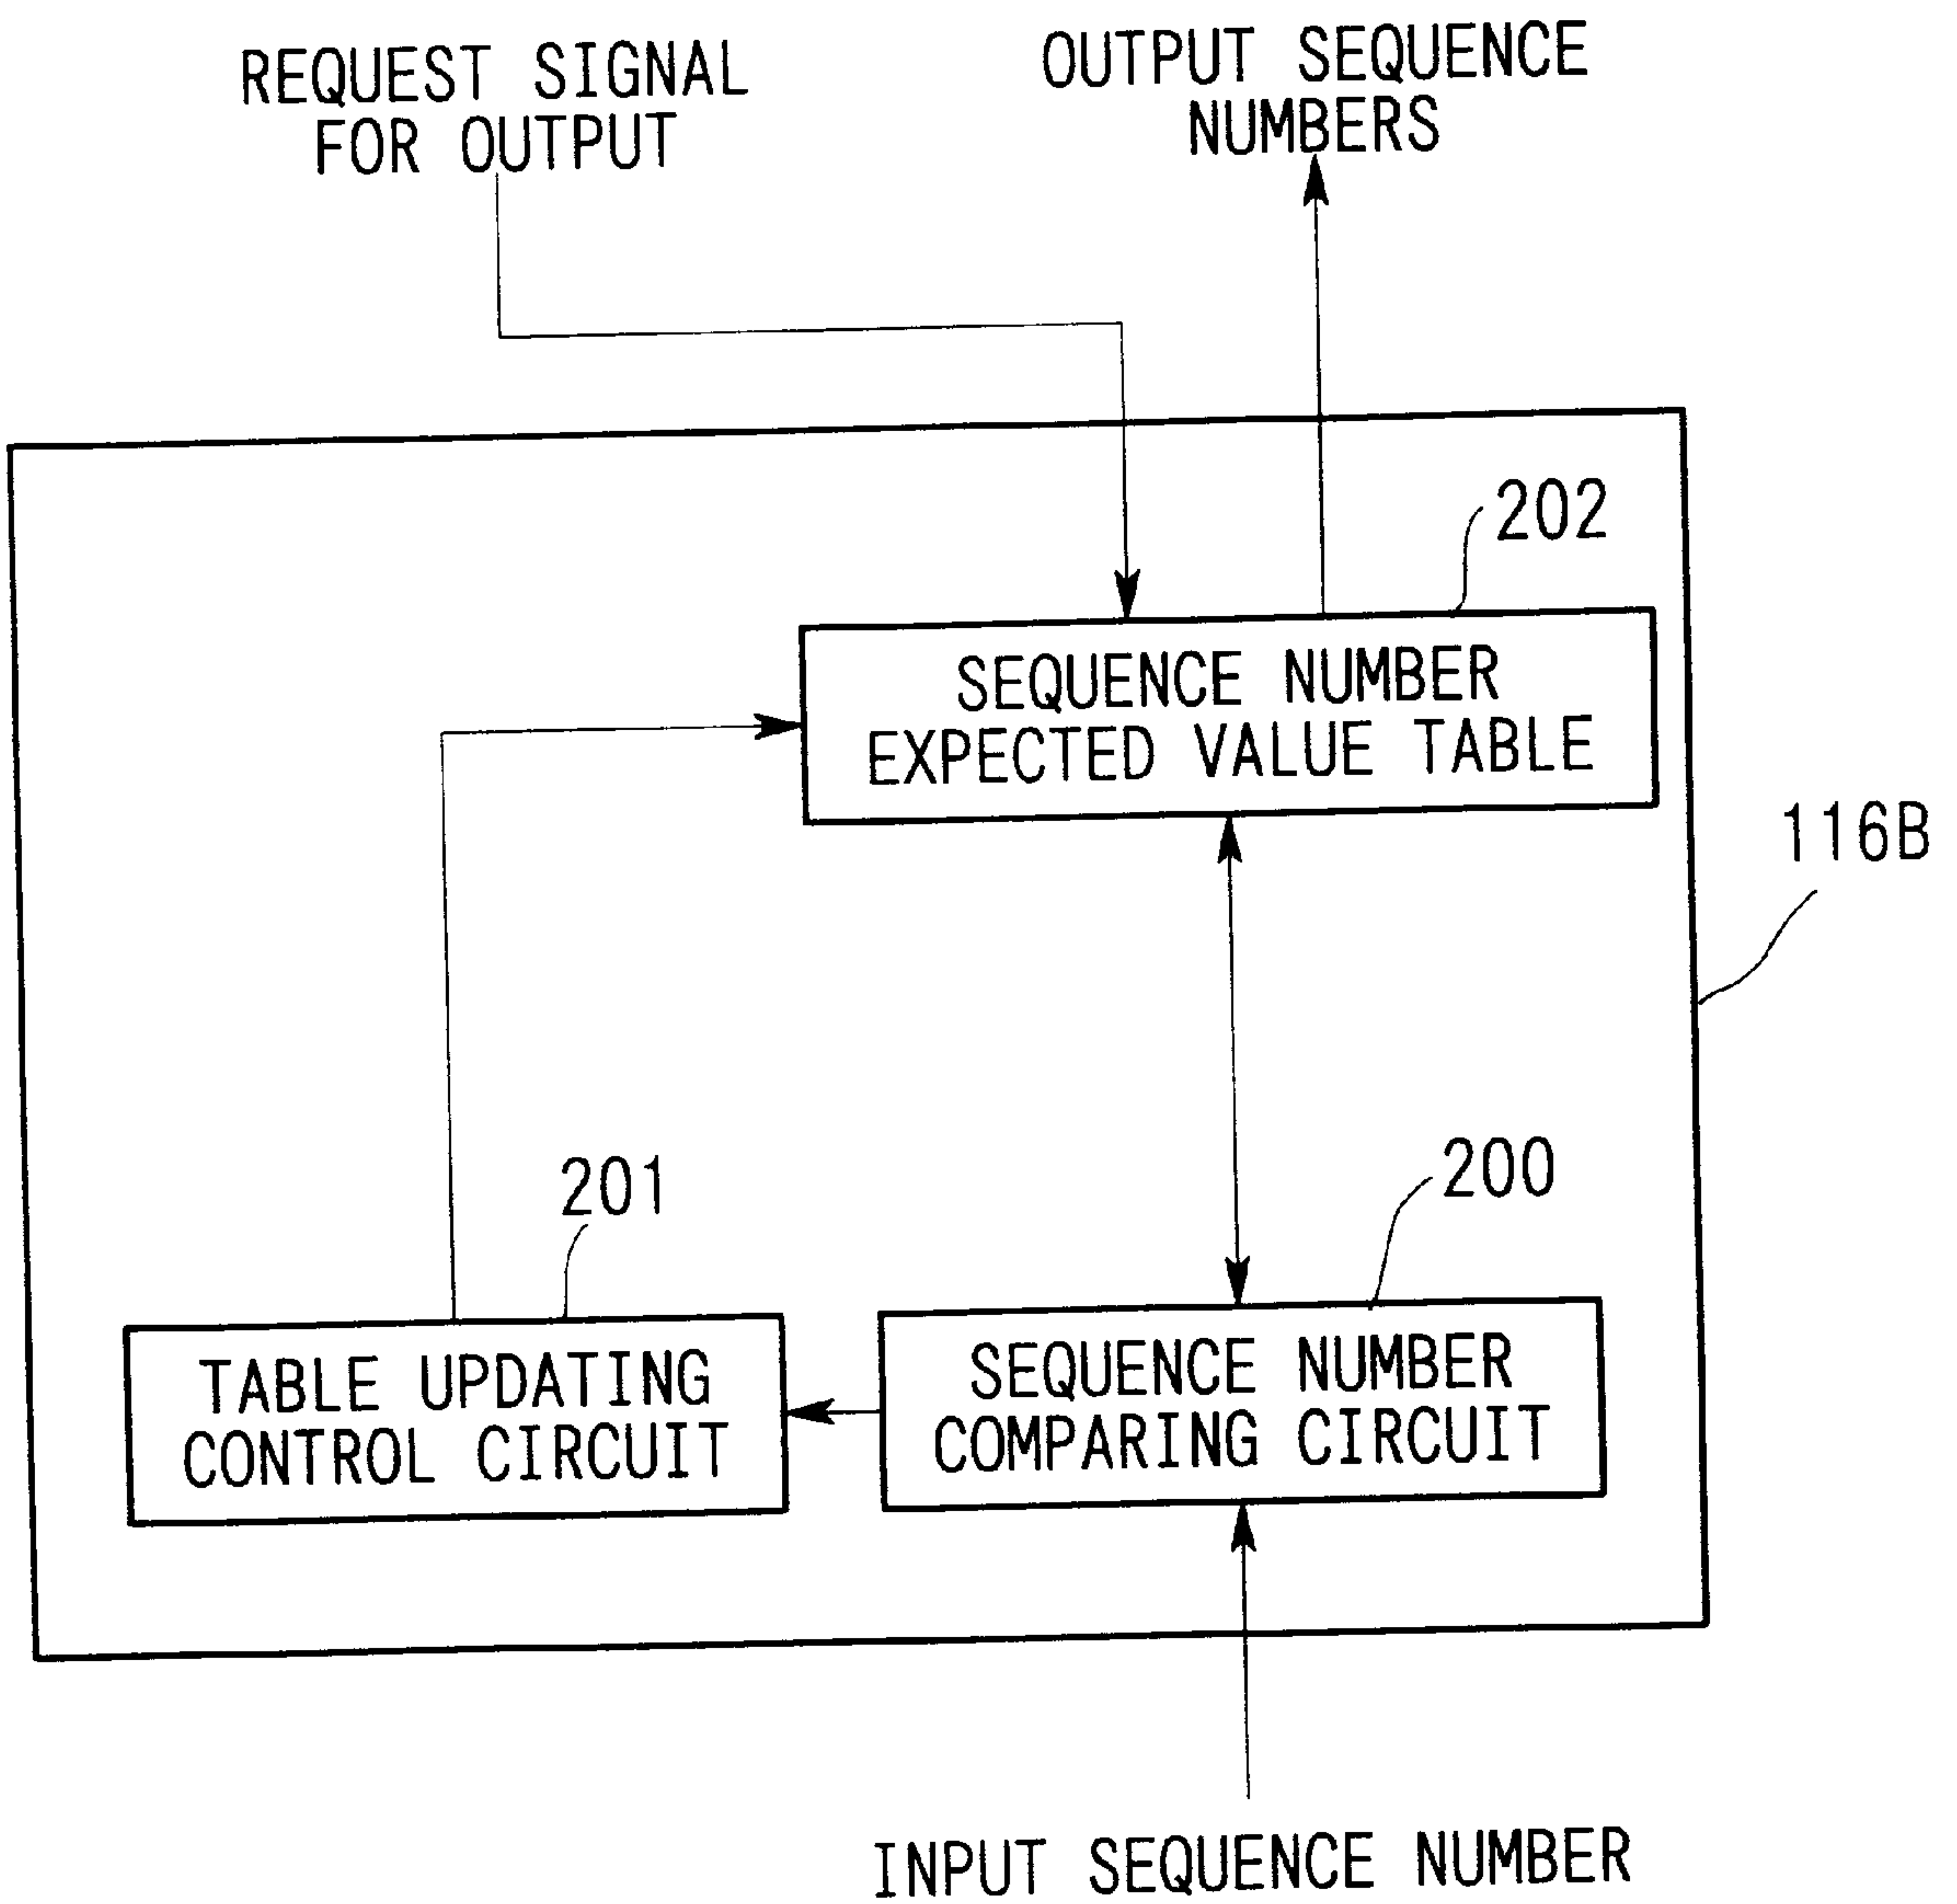 REQUEST SIGNAL
FOR OUTPUT
OUTPUT SEQUENCE
NUMBERS
202
SEQUENCE NUMBER
EXPECTED VALUE TABLE
116B
201
200
TABLE UPDATING
CONTROL CIRCUIT
SEQUENCE NUMBER
COMPARING CIRCUIT
INPUT SEQUENCE NUMBER